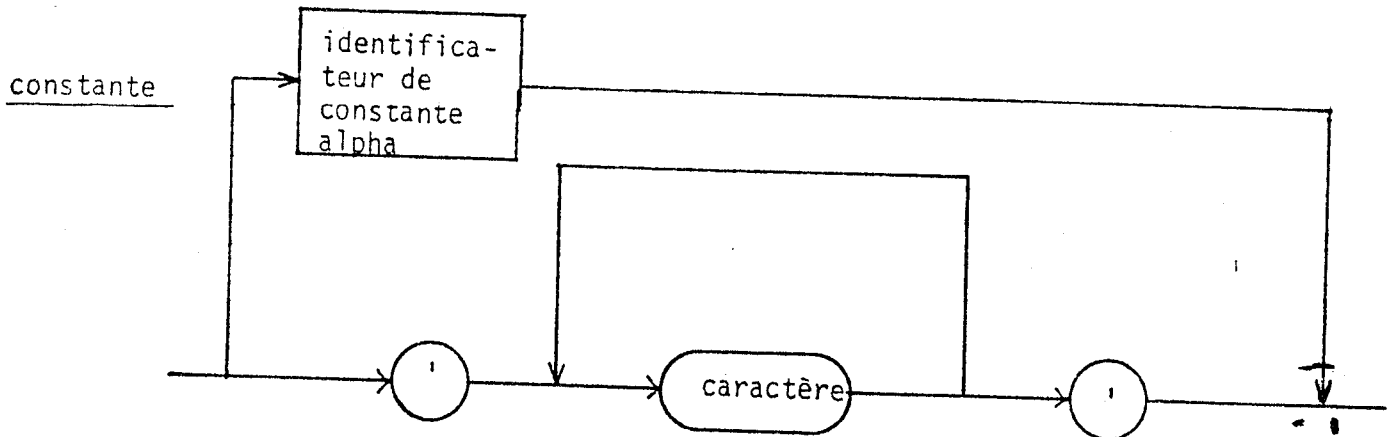 constante
identifica-
teur de
constante
alpha
'
caractère
'